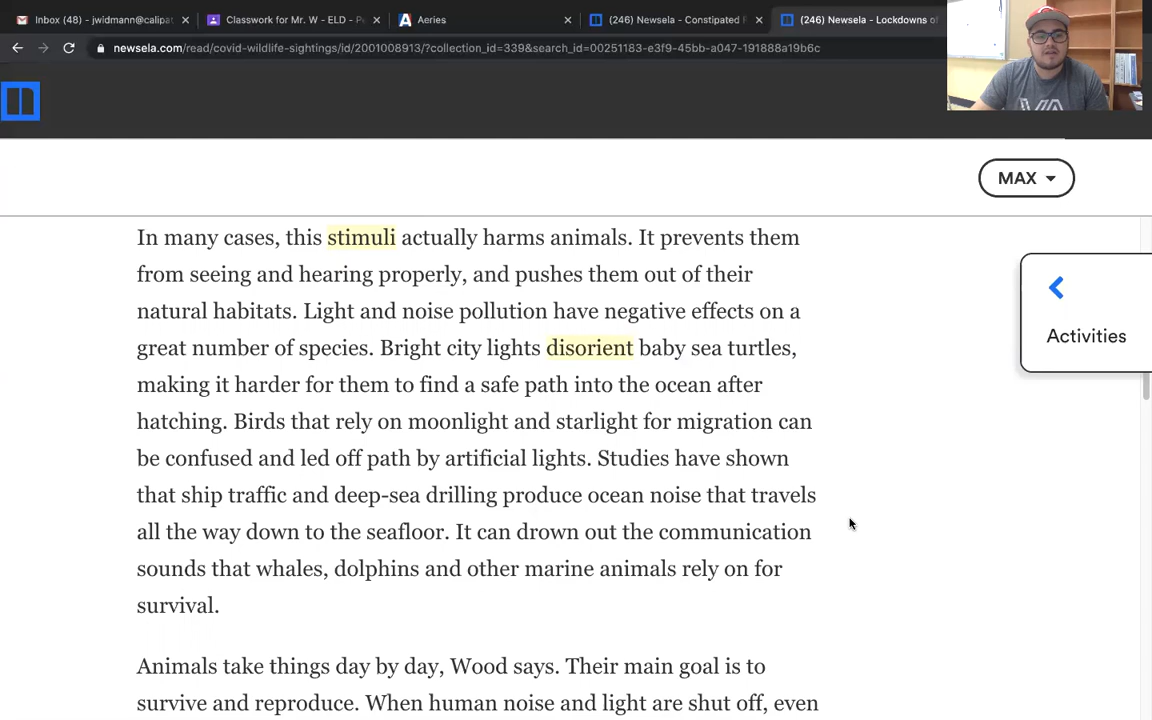 Inbox (48) - jwidmann@calipat
Classwork for Mr. W - ELD - P
Aeries
(246) Newsela - Constipated
(246) Newsela - Lockdowns of
newsela.com/read/covid-wildlife-sightings/id/2001008913/?collection_id=339&search_id=00251183-e3f9-45bb-a047-191888a19b6c
MAX
In many cases, this stimuli actually harms animals. It prevents them
from seeing and hearing properly, and pushes them out of their
natural habitats. Light and noise pollution have negative effects on a
great number of species. Bright city lights disorient baby sea turtles,
making it harder for them to find a safe path into the ocean after
hatching. Birds that rely on moonlight and starlight for migration can
be confused and led off path by artificial lights. Studies have shown
that ship traffic and deep-sea drilling produce ocean noise that travels
all the way down to the seafloor. It can drown out the communication
sounds that whales, dolphins and other marine animals rely on for
survival.
Animals take things day by day, Wood says. Their main goal is to
survive and reproduce. When human noise and light are shut off, even
Activities